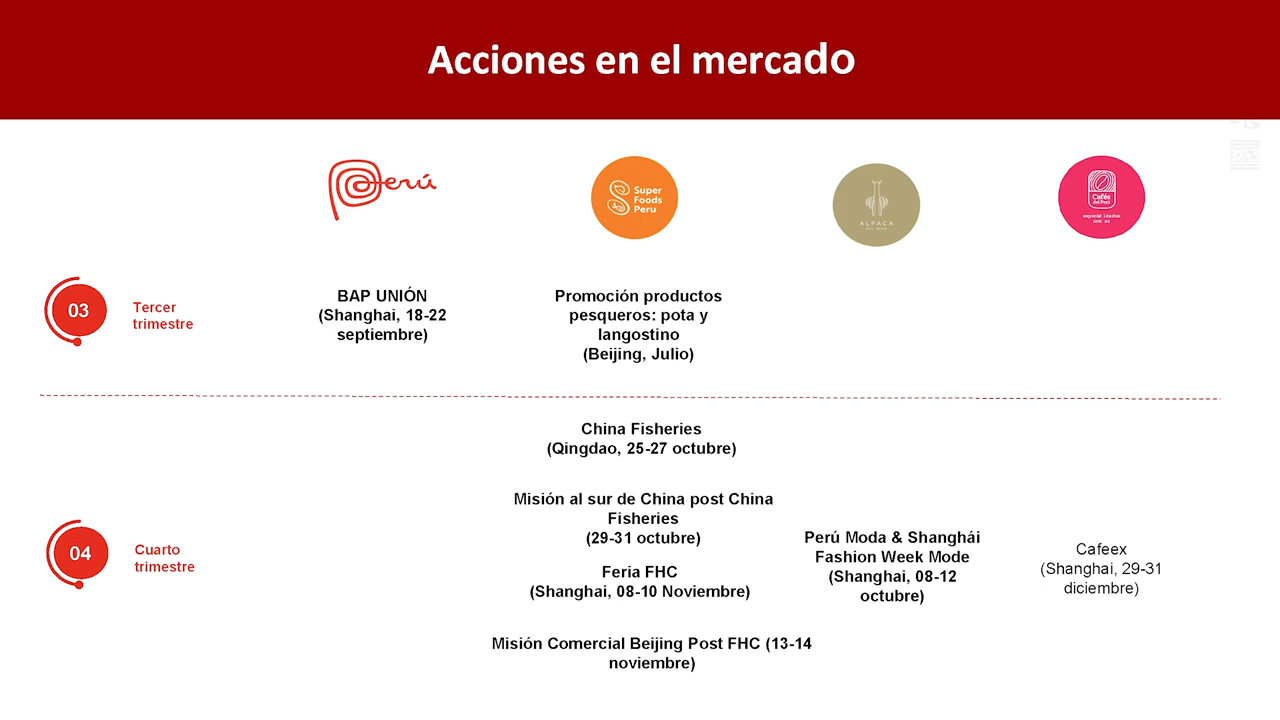 Acciones en el mercado
Perú
Super
Foods
Peru
ALPACA
DEL PERÚ
Cafés
del Perú
especialidades
03
Tercer
trimestre
BAP UNIÓN
(Shanghai, 18-22
septiembre)
Promoción productos
pesqueros: pota y
langostino
(Beijing, Julio)
04
Cuarto
trimestre
China Fisheries
(Qingdao, 25-27 octubre)
Misión al sur de China post China
Fisheries
(29-31 octubre)
Feria FHC
(Shanghai, 08-10 Noviembre)
Misión Comercial Beijing Post FHC (13-14
noviembre)
Perú Moda & Shanghái
Fashion Week Mode
(Shanghai, 08-12
octubre)
Cafeex
(Shanghai, 29-31
diciembre)